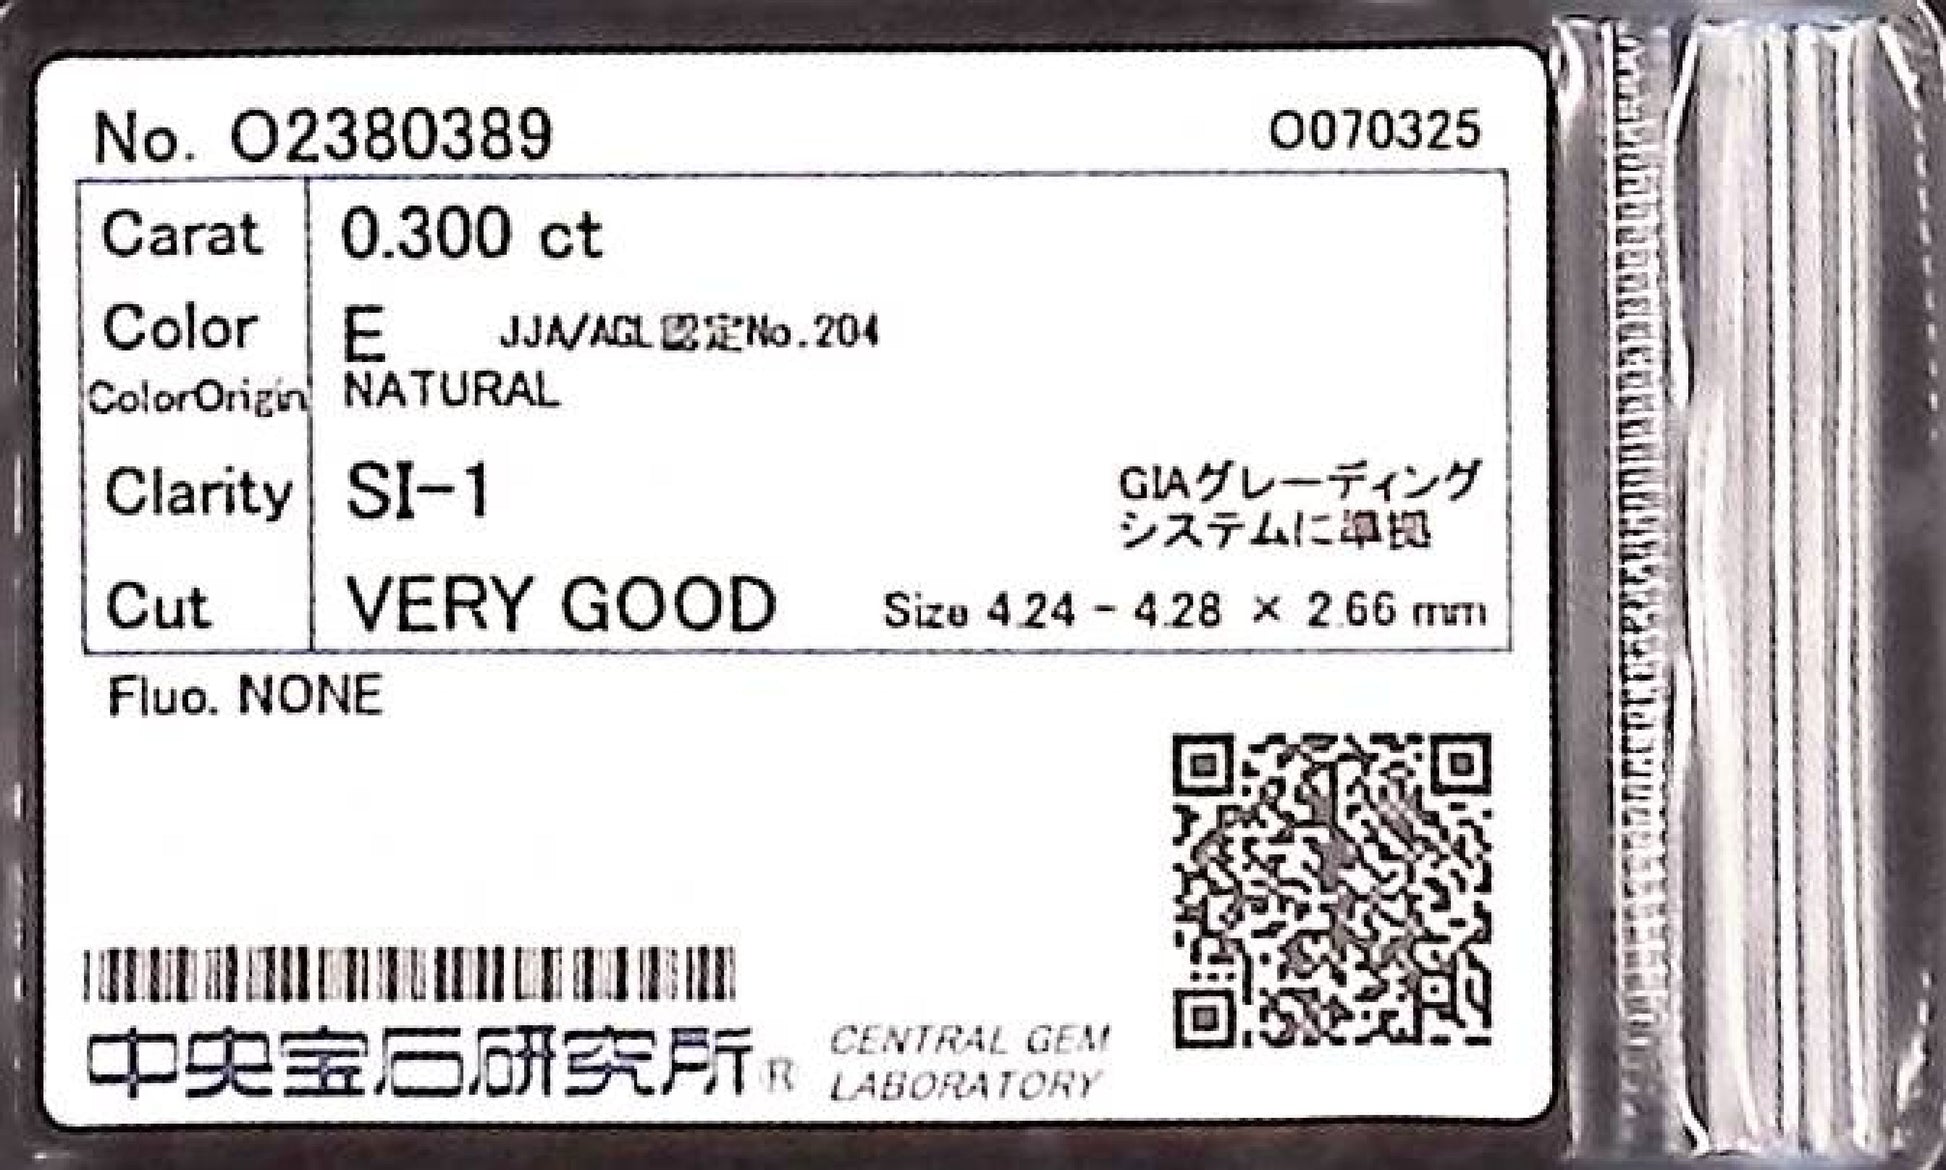 No. O2380389 O070325
Carat 0.300 ct
Color E JJA/AGL認定No.204
ColorOrigin NATURAL
Clarity SI-1 GIAグレーディング
システムに準拠
Cut VERY GOOD Size 4.24 - 4.28 × 2.66 mm
Fluo. NONE
中央宝石研究所® CENTRAL GEM
LABORATORY